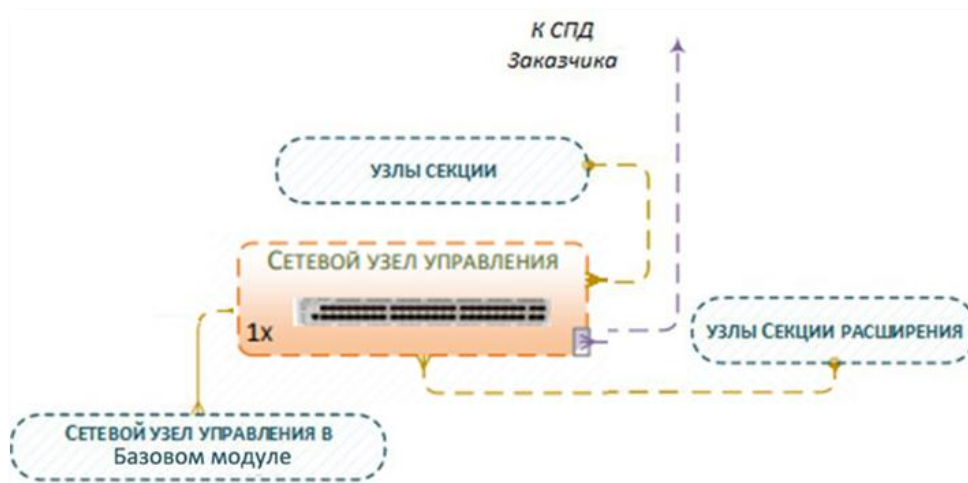 К СПД
Заказчика
УЗЛЫ СЕКЦИИ
СЕТЕВОЙ УЗЕЛ УПРАВЛЕНИЯ
1x
УЗЛЫ СЕКЦИИ РАСШИРЕНИЯ
СЕТЕВОЙ УЗЕЛ УПРАВЛЕНИЯ В
Базовом модуле